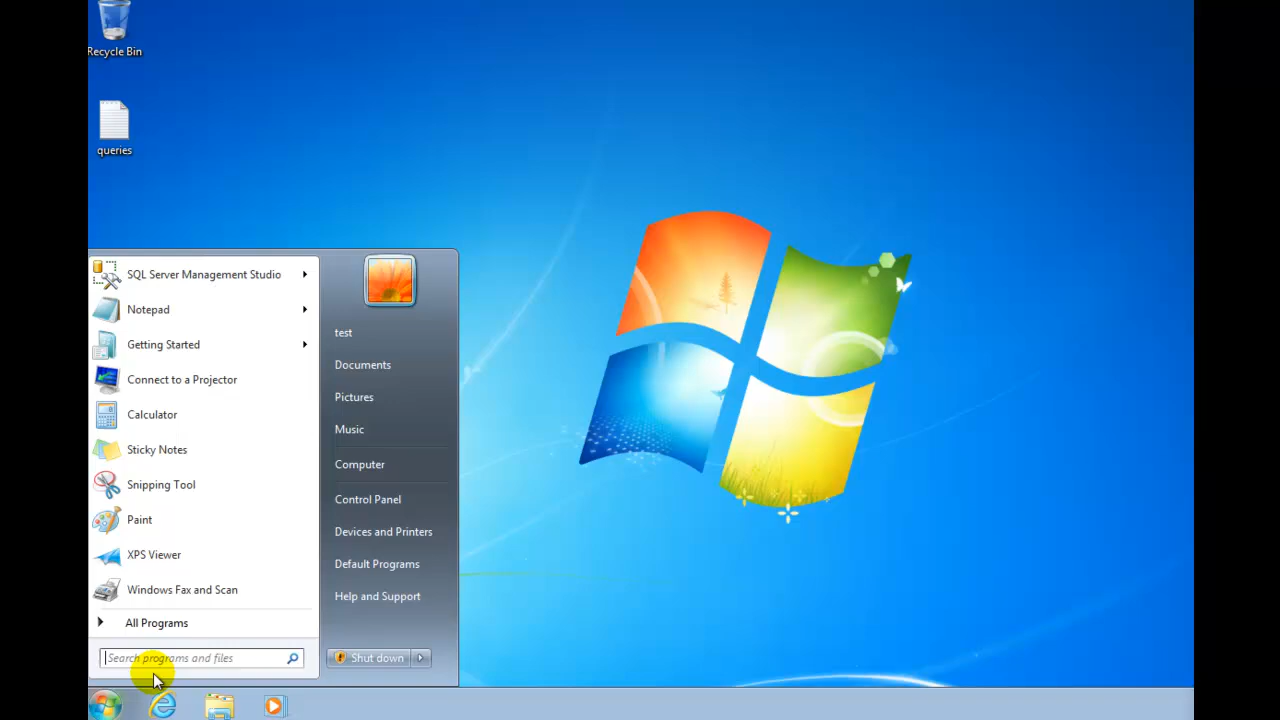 Recycle Bin
queries
SQL Server Management Studio
Notepad
Getting Started
Connect to a Projector
Calculator
Sticky Notes
Snipping Tool
Paint
XPS Viewer
Windows Fax and Scan
All Programs
Search programs and files
test
Documents
Pictures
Music
Computer
Control Panel
Devices and Printers
Default Programs
Help and Support
Shut down